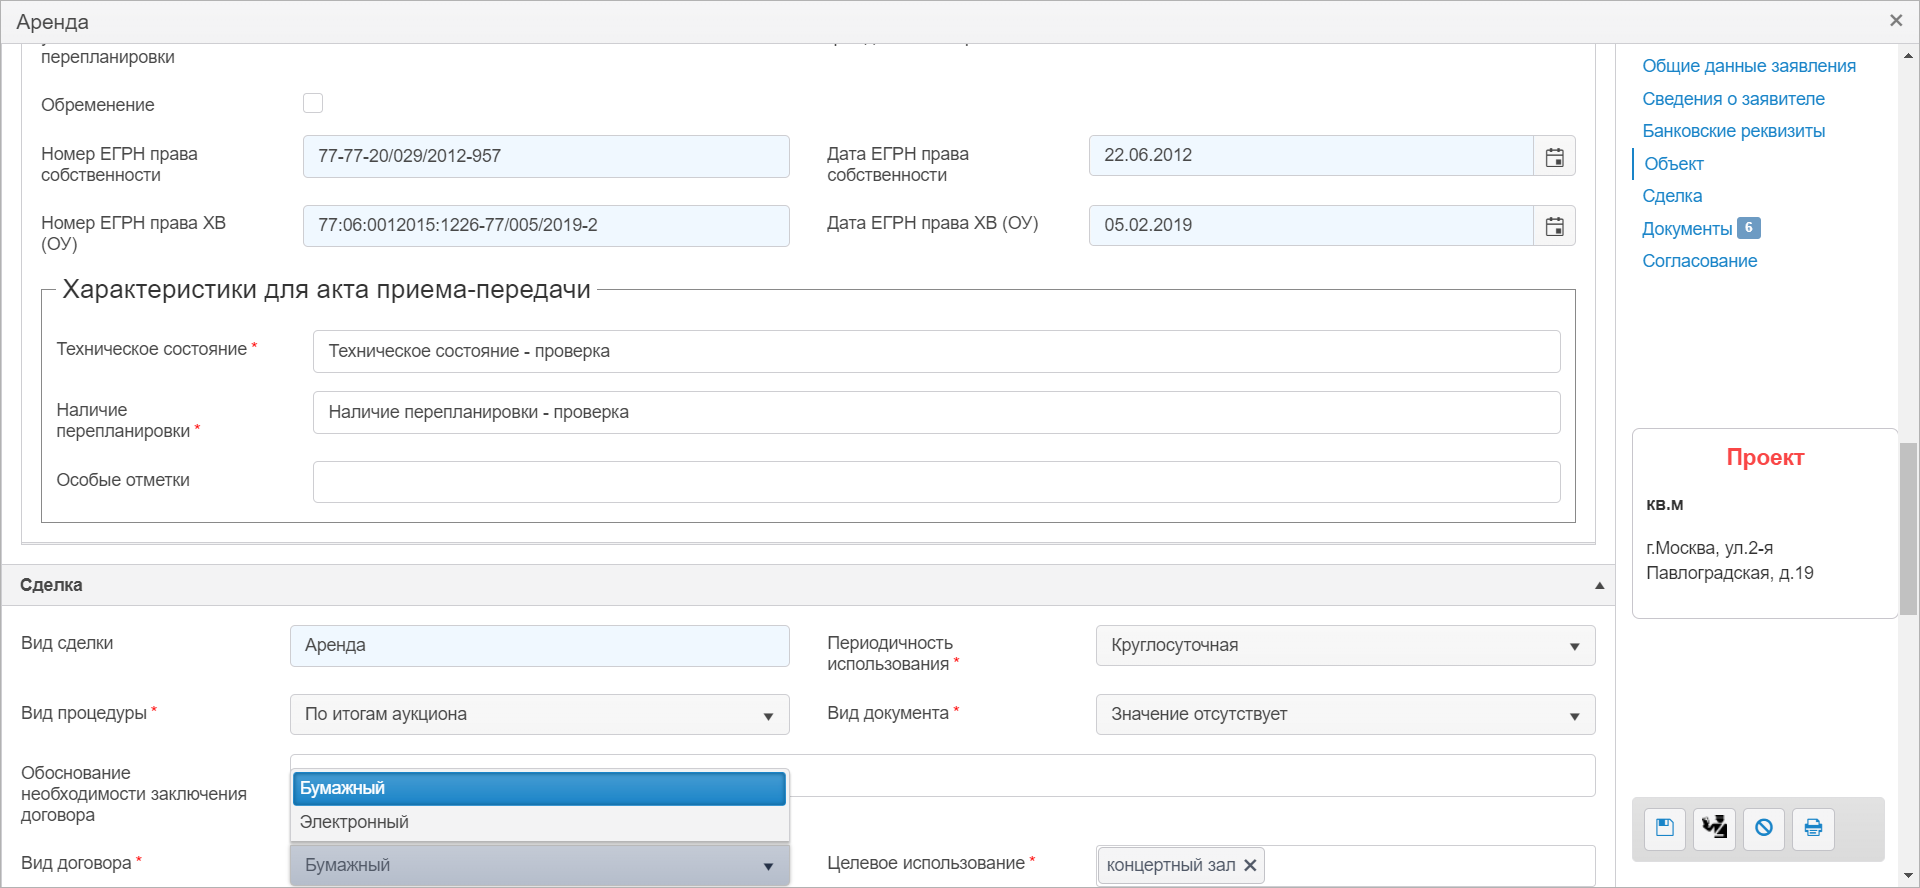 Аренда
перепланировки
Обременение
Номер ЕГРН права собственности
77-77-20/029/2012-957
Дата ЕГРН права собственности
22.06.2012
Номер ЕГРН права ХВ (ОУ)
77:06:0012015:1226-77/005/2019-2
Дата ЕГРН права ХВ (ОУ)
05.02.2019
Характеристики для акта приема-передачи
Техническое состояние *
Техническое состояние - проверка
Наличие перепланировки *
Наличие перепланировки - проверка
Особые отметки
Сделка
Вид сделки
Аренда
Периодичность использования *
Круглосуточная
Вид процедуры *
По итогам аукциона
Вид документа *
Значение отсутствует
Обоснование необходимости заключения договора
Бумажный
Электронный
Вид договора *
Бумажный
Целевое использование *
концертный зал
Общие данные заявления
Сведения о заявителе
Банковские реквизиты
Объект
Сделка
Документы 6
Согласование
Проект
кв.м
г.Москва, ул.2-я
Павлоградская, д.19